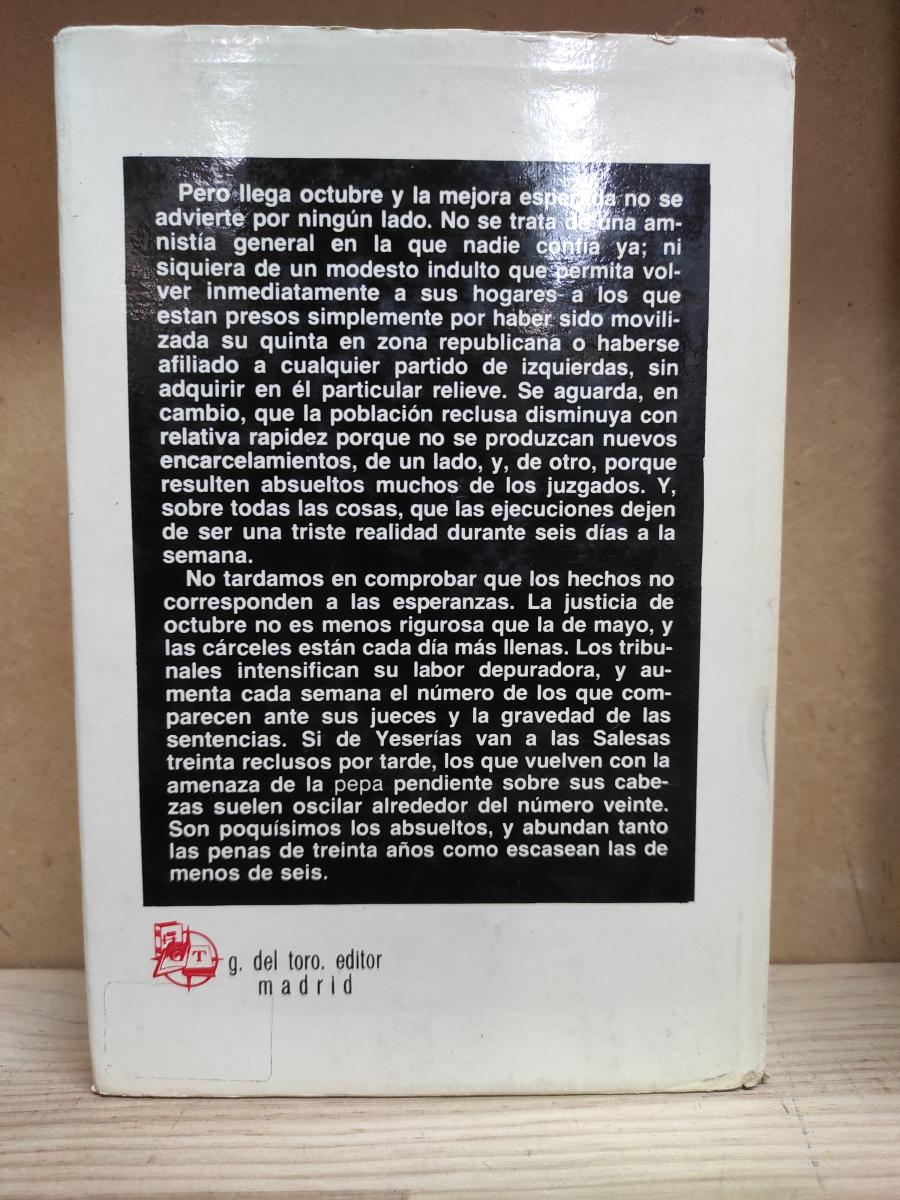 Pero llega octubre y la mejora esperada no se
advierte por ningún lado. No se trata de una am-
nistía general en la que nadie confía ya; ni
siquiera de un modesto indulto que permita vol-
ver inmediatamente a sus hogares a los que
estan presos simplemente por haber sido movili-
zada su quinta en zona republicana o haberse
afiliado a cualquier partido de izquierdas, sin
adquirir en él particular relieve. Se aguarda, en
cambio, que la población reclusa disminuya con
relativa rapidez porque no se produzcan nuevos
encarcelamientos, de un lado, y, de otro, porque
resulten absueltos muchos de los juzgados. Y,
sobre todas las cosas, que las ejecuciones dejen
de ser una triste realidad durante seis días a la
semana.
No tardamos en comprobar que los hechos no
corresponden a las esperanzas. La justicia de
octubre no es menos rigurosa que la de mayo, y
las cárceles están cada día más llenas. Los tribu-
nales intensifican su labor depuradora, y au-
menta cada semana el número de los que com-
parecen ante sus jueces y la gravedad de las
sentencias. Si de Yeserías van a las Salesas
treinta reclusos por tarde, los que vuelven con la
amenaza de la pepa pendiente sobre sus cabe-
zas suelen oscilar alrededor del número veinte.
Son poquísimos los absueltos, y abundan tanto
las penas de treinta años como escasean las de
menos de seis.
G T
g. del toro. editor
madrid